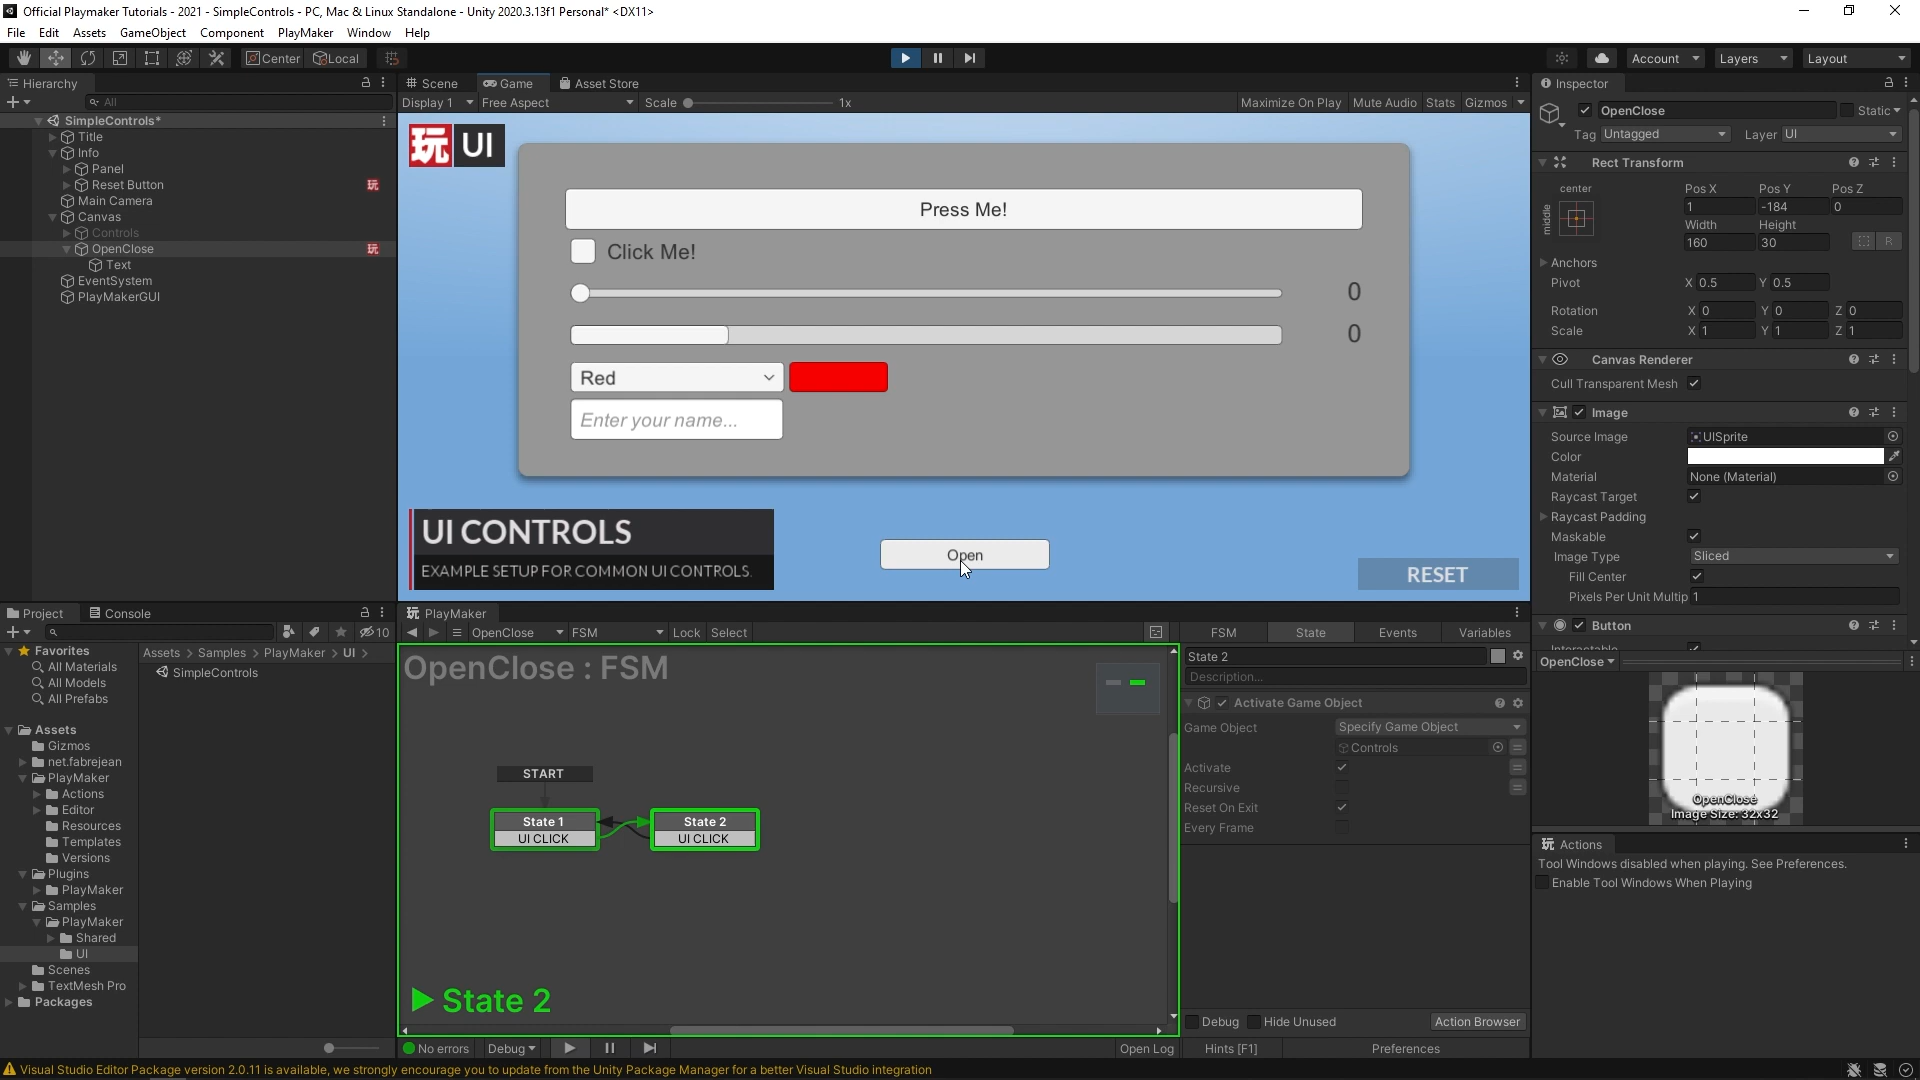 Official Playmaker Tutorials - 2021 - SimpleControls - PC, Mac & Linux Standalone - Unity 2020.3.13f1 Personal* <DX11>
File Edit Assets GameObject Component PlayMaker Window Help
Center Local Account Layers Layout
Hierarchy
All
SimpleControls*
Title
Info
Panel
Reset Button 玩
Main Camera
Canvas
Controls
OpenClose 玩
Text
EventSystem
PlayMakerGUI
Scene Game Asset Store
Display 1 Free Aspect Scale 1x Maximize On Play Mute Audio Stats Gizmos
玩 UI
Press Me!
Click Me!
0
0
Red
Enter your name...
UI CONTROLS
EXAMPLE SETUP FOR COMMON UI CONTROLS.
Open
RESET
Inspector
OpenClose Static
Tag Untagged Layer UI
Rect Transform
center Pos X Pos Y Pos Z
middle 1 -184 0
Width Height
160 30 R
Anchors
Pivot X 0.5 Y 0.5
Rotation X 0 Y 0 Z 0
Scale X 1 Y 1 Z 1
Canvas Renderer
Cull Transparent Mesh
Image
Source Image UISprite
Color
Material None (Material)
Raycast Target
Raycast Padding
Maskable
Image Type Sliced
Fill Center
Pixels Per Unit Multip 1
Button
OpenClose
OpenClose
Image Size: 32x32
玩 Actions
Tool Windows disabled when playing. See Preferences.
Enable Tool Windows When Playing
Project Console
10
Favorites
All Materials
All Models
All Prefabs
Assets
Gizmos
net.fabrejean
PlayMaker
Actions
Editor
Resources
Templates
Versions
Plugins
PlayMaker
Samples
PlayMaker
Shared
UI
Scenes
TextMesh Pro
Packages
Assets > Samples > PlayMaker > UI >
SimpleControls
玩 PlayMaker
OpenClose FSM Lock Select
OpenClose : FSM
START
State 1
UI CLICK
State 2
UI CLICK
State 2
No errors Debug Open Log
FSM State Events Variables
State 2
Description...
Activate Game Object
Game Object Specify Game Object
Controls
Activate
Recursive
Reset On Exit
Every Frame
Debug Hide Unused Action Browser
Hints [F1] Preferences
Visual Studio Editor Package version 2.0.11 is available, we strongly encourage you to update from the Unity Package Manager for a better Visual Studio integration